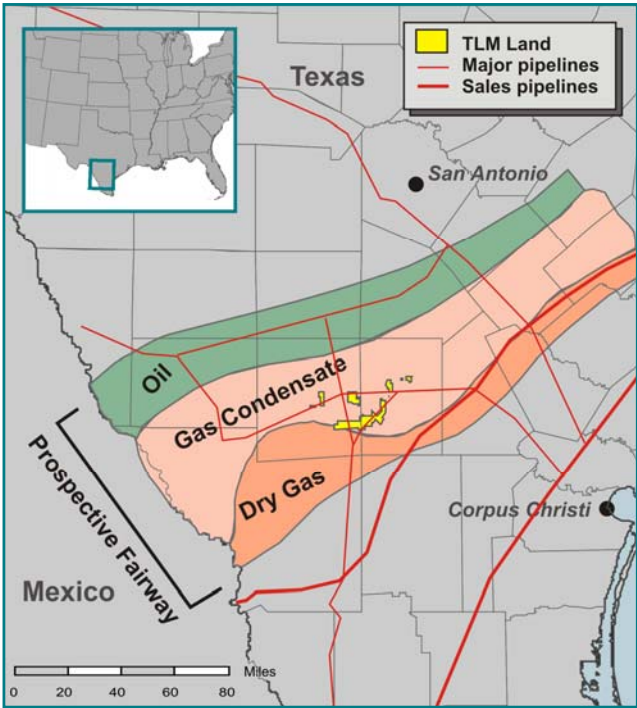 TLM Land
Major pipelines
Sales pipelines
Texas
San Antonio
Oil
Gas Condensate
Dry Gas
Prospective Fairway
Corpus Christi
Mexico
Miles
0 20 40 60 80